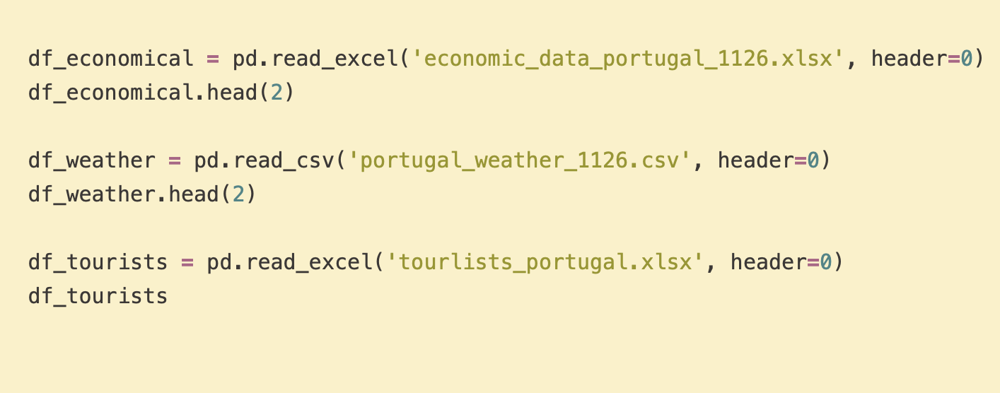 df_economical = pd.read_excel('economic_data_portugal_1126.xlsx', header=0)
df_economical.head(2)
df_weather = pd.read_csv('portugal_weather_1126.csv', header=0)
df_weather.head(2)
df_tourists = pd.read_excel('tourlists_portugal.xlsx', header=0)
df_tourists